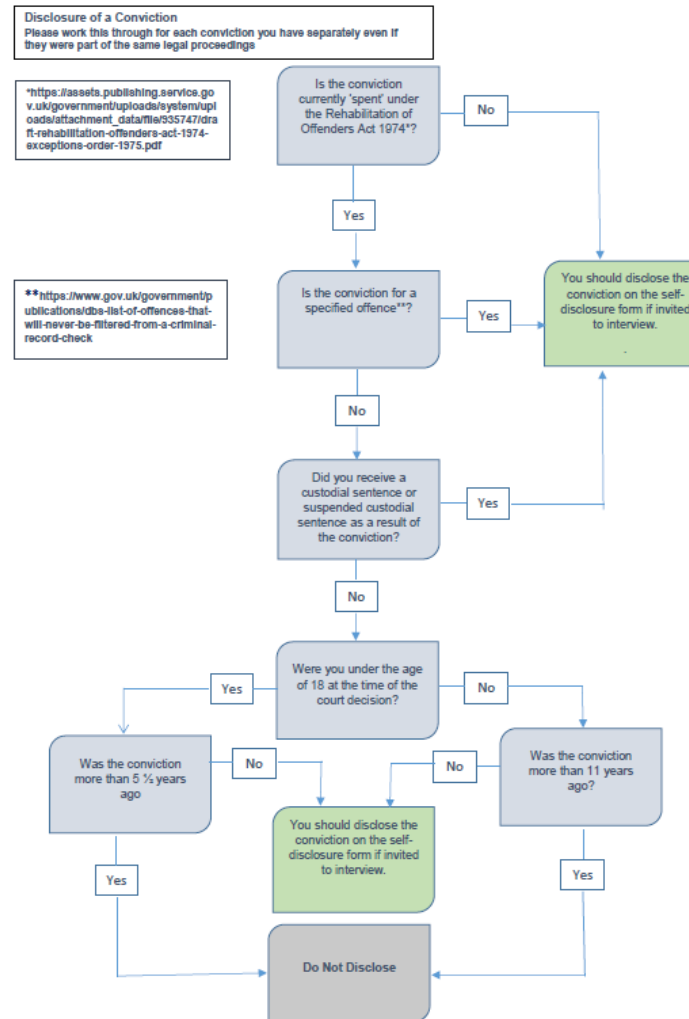 Disclosure of a Conviction
Please work this through for each conviction you have separately even if
they were part of the same legal proceedings
*https://assets.publishing.service.go
v.uk/government/uploads/system/upl
oads/attachment_data/file/935747/dra
ft-rehabilitation-offenders-act-1974-
exceptions-order-1975.pdf
Is the conviction
currently 'spent' under
the Rehabilitation of
Offenders Act 1974*?
No
Yes
**https://www.gov.uk/government/p
ublications/dbs-list-of-offences-that-
will-never-be-filtered-from-a-criminal-
record-check
Is the conviction for a
specified offence**?
Yes
You should disclose the
conviction on the self-
disclosure form if invited
to interview.
.
No
Did you receive a
custodial sentence or
suspended custodial
sentence as a result of
the conviction?
Yes
No
Were you under the age
of 18 at the time of the
court decision?
Yes
No
Was the conviction
more than 5 ½ years
ago
No
No
Was the conviction
more than 11 years
ago?
You should disclose the
conviction on the self-
disclosure form if invited
to interview.
Yes
Yes
Do Not Disclose